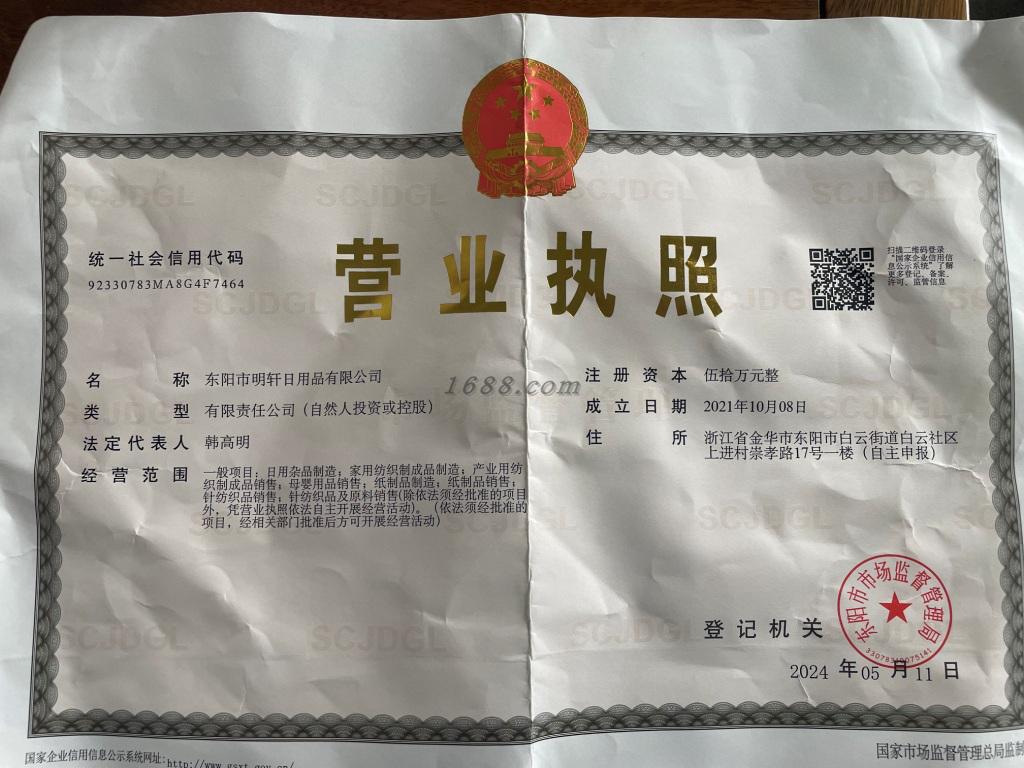 营业执照
统一社会信用代码
92330783MA8G4F7464
扫描二维码登录
“国家企业信用信
息公示系统”了解
更多登记、备案、
许可、监管信息
名 称 东阳市明轩日用品有限公司
类 型 有限责任公司（自然人投资或控股）
法定代表人 韩高明
经营范围 一般项目：日用杂品制造；家用纺织制成品制造；产业用纺
织制成品销售；母婴用品销售；纸制品制造；纸制品销售；
针纺织品销售；针纺织品及原料销售(除依法须经批准的项目
外，凭营业执照依法自主开展经营活动)。（依法须经批准的
项目，经相关部门批准后方可开展经营活动）
注册资本 伍拾万元整
成立日期 2021年10月08日
住 所 浙江省金华市东阳市白云街道白云社区
上进村崇孝路17号一楼（自主申报）
1688.com
登记机关
东阳市市场监督管理局
2024 年 05 月 11 日
国家企业信用信息公示系统网址:http://www.gsxt.gov.cn/
国家市场监督管理总局监制
SCJDGL